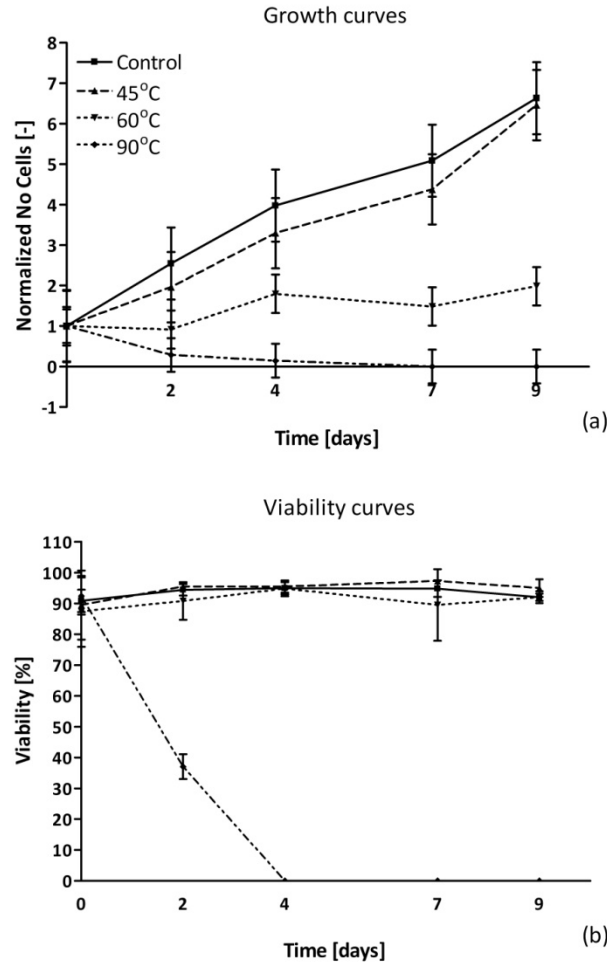 Growth curves
Normalized No Cells [-]
8
7
6
5
4
3
2
1
0
-1
Control
45°C
60°C
90°C
2 4 7 9
Time [days]
(a)
Viability curves
Viability [%]
110
100
90
80
70
60
50
40
30
20
10
0
0 2 4 7 9
Time [days]
(b)